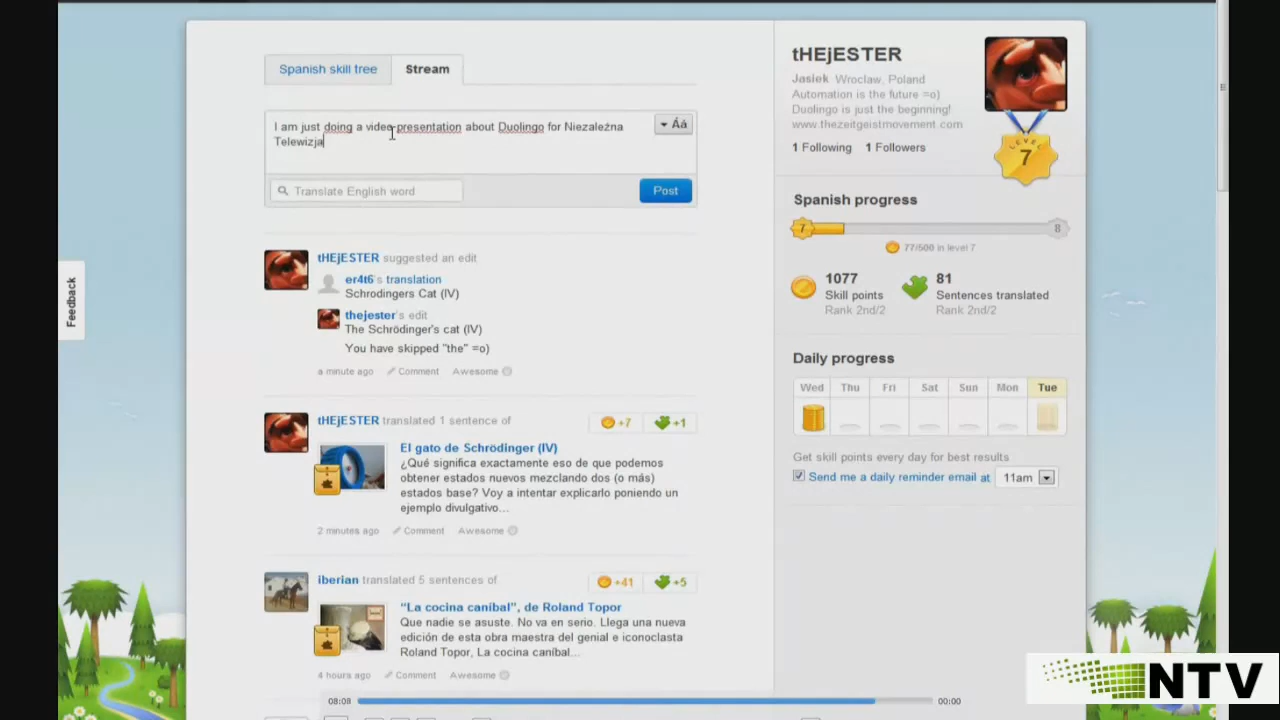 Spanish skill tree
Stream
I am just doing a video presentation about Duolingo for Niezależna
Telewizja
Áá
Translate English word
Post
tHEjESTER suggested an edit
er4t6's translation
Schrodingers Cat (IV)
thejester's edit
The Schrödinger's cat (IV)
You have skipped "the" =o)
a minute ago Comment Awesome
tHEjESTER translated 1 sentence of
+7 +1
El gato de Schrödinger (IV)
¿Qué significa exactamente eso de que podemos
obtener estados nuevos mezclando dos (o más)
estados base? Voy a intentar explicarlo poniendo un
ejemplo divulgativo...
2 minutes ago Comment Awesome
iberian translated 5 sentences of
+41 +5
“La cocina caníbal”, de Roland Topor
Que nadie se asuste. No va en serio. Llega una nueva
edición de esta obra maestra del genial e iconoclasta
Roland Topor, La cocina caníbal...
4 hours ago Comment Awesome
tHEjESTER
Jasiek Wroclaw, Poland
Automation is the future =o)
Duolingo is just the beginning!
www.thezeitgeistmovement.com
1 Following 1 Followers
LEVEL
7
Spanish progress
7 8
77/500 in level 7
1077
Skill points
Rank 2nd/2
81
Sentences translated
Rank 2nd/2
Daily progress
Wed Thu Fri Sat Sun Mon Tue
Get skill points every day for best results
Send me a daily reminder email at 11am
Feedback
08:08 00:00
NTV